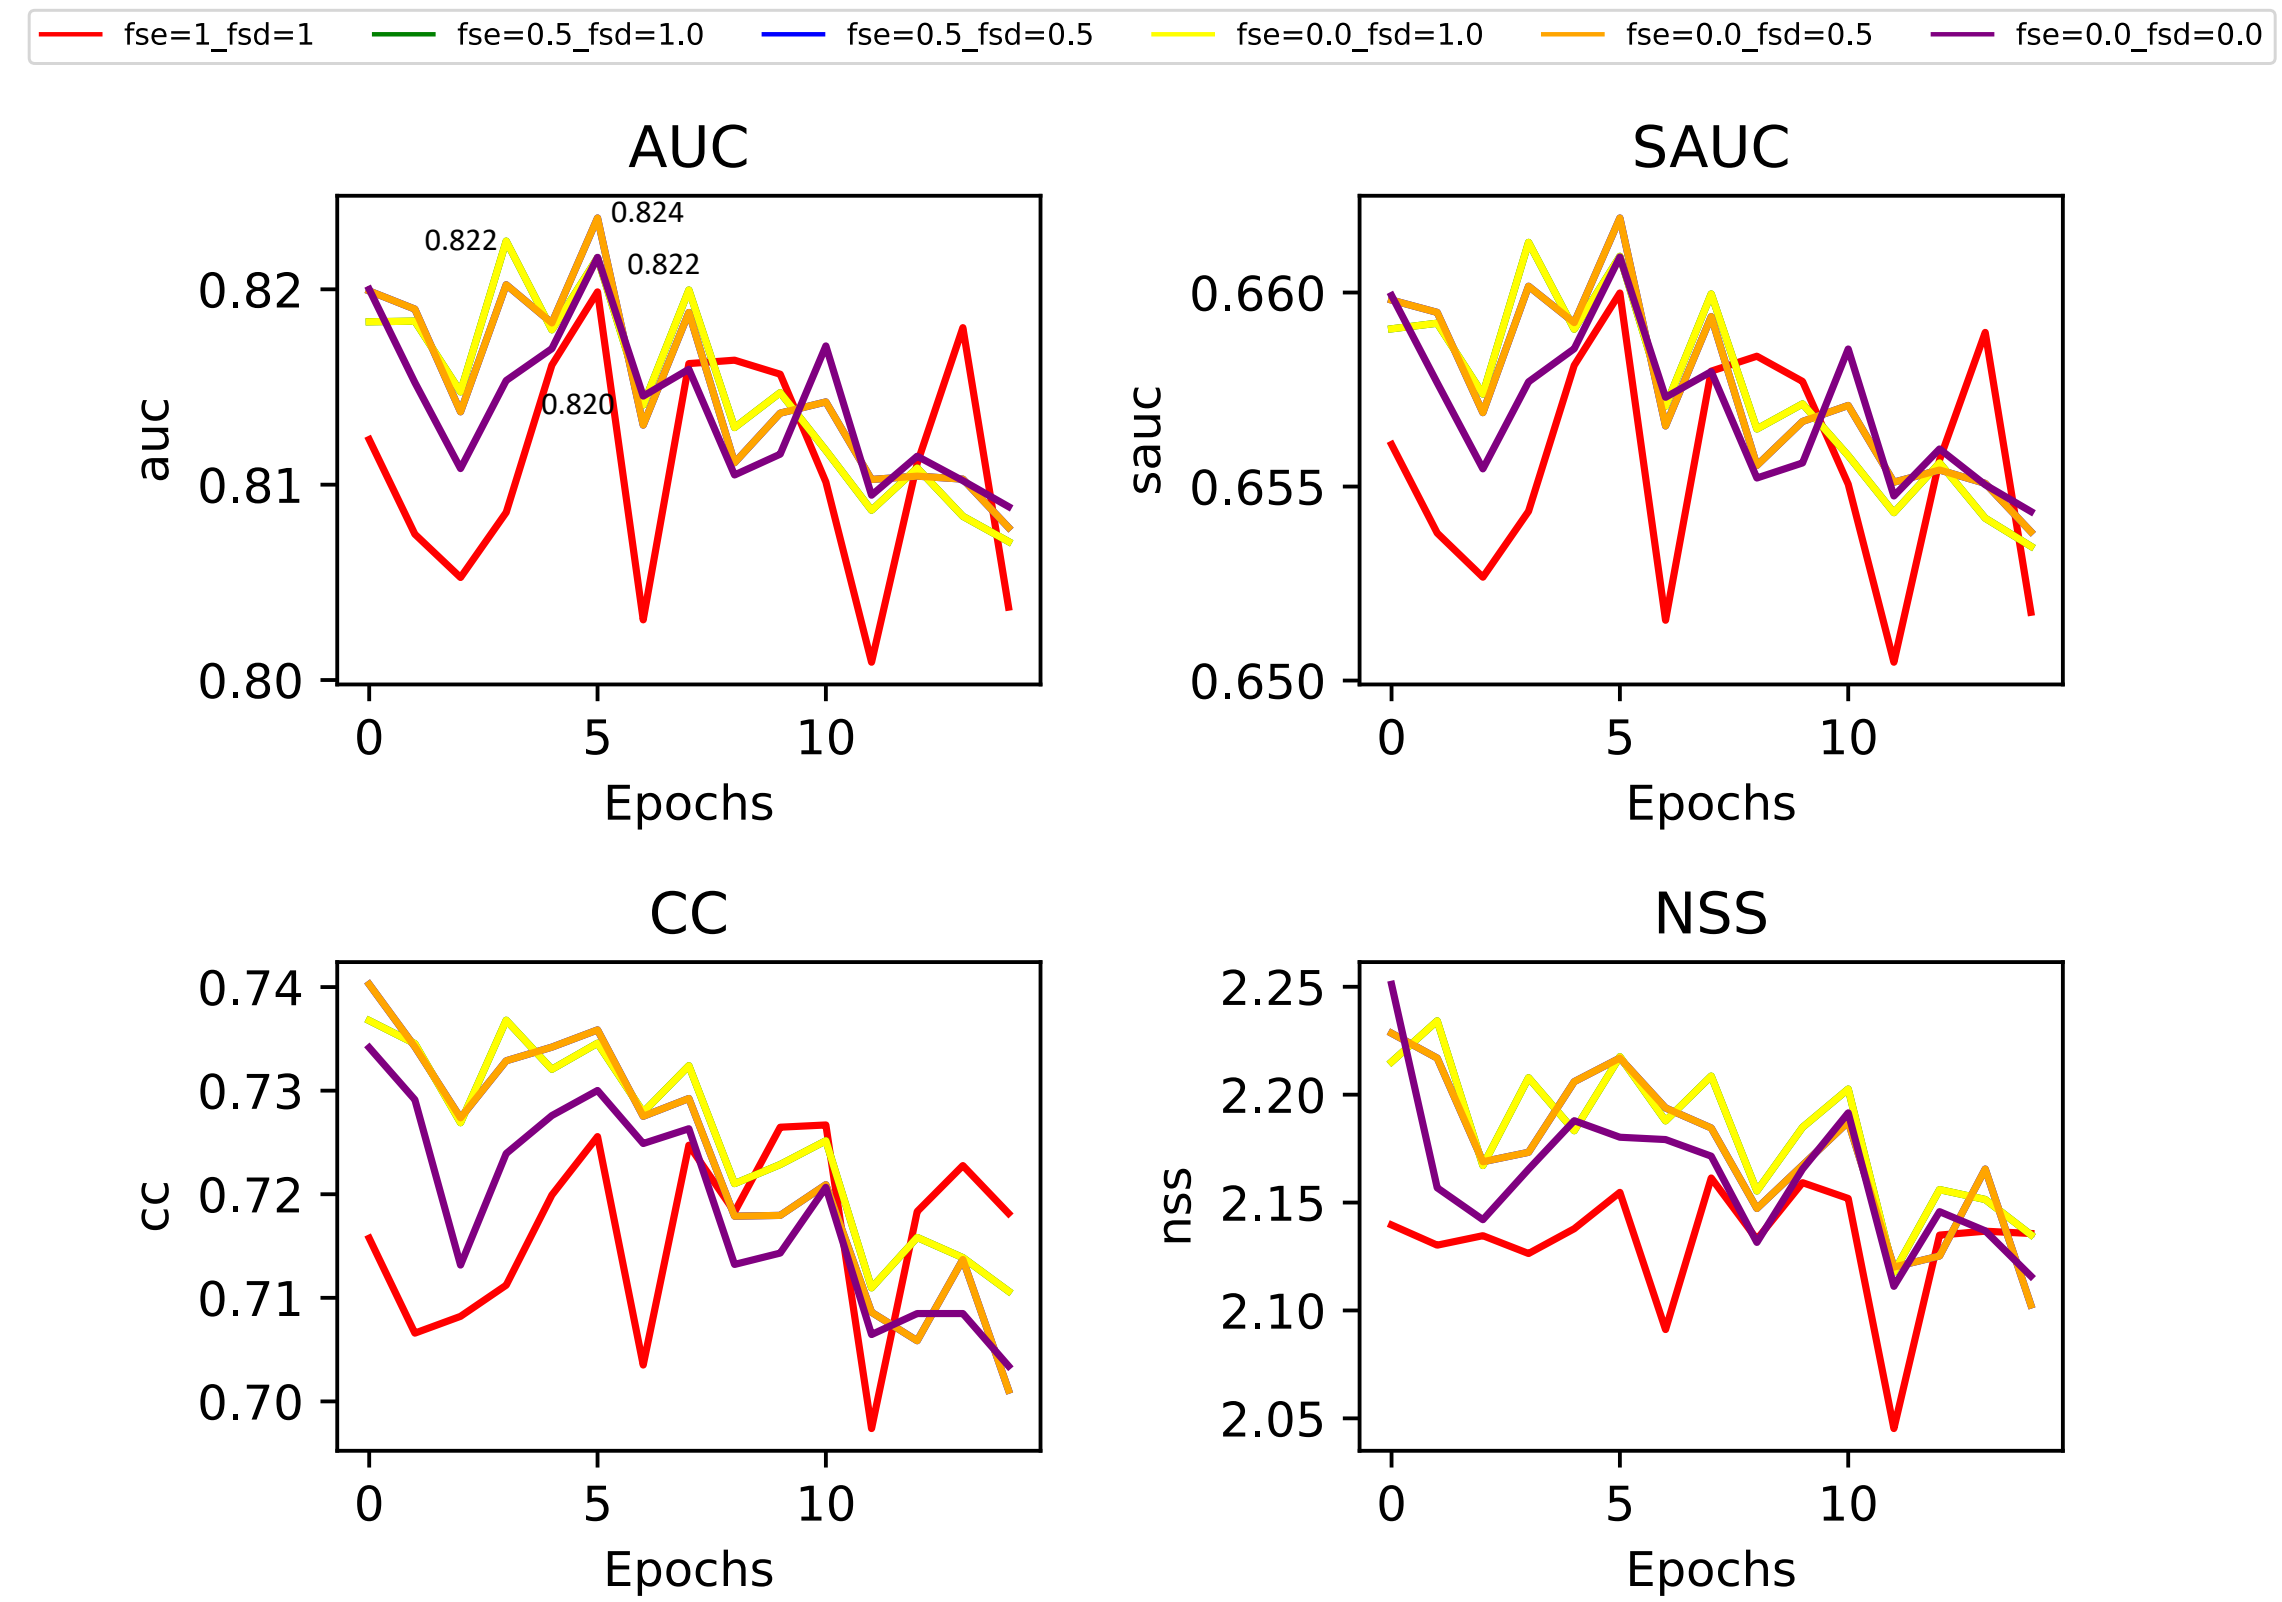 fse=1_fsd=1 fse=0.5_fsd=1.0 fse=0.5_fsd=0.5 fse=0.0_fsd=1.0 fse=0.0_fsd=0.5 fse=0.0_fsd=0.0
AUC
0.824
0.822
0.822
0.820
0.82
0.81
0.80
auc
0 5 10
Epochs
SAUC
0.660
0.655
0.650
sauc
0 5 10
Epochs
CC
0.74
0.73
0.72
0.71
0.70
cc
0 5 10
Epochs
NSS
2.25
2.20
2.15
2.10
2.05
nss
0 5 10
Epochs